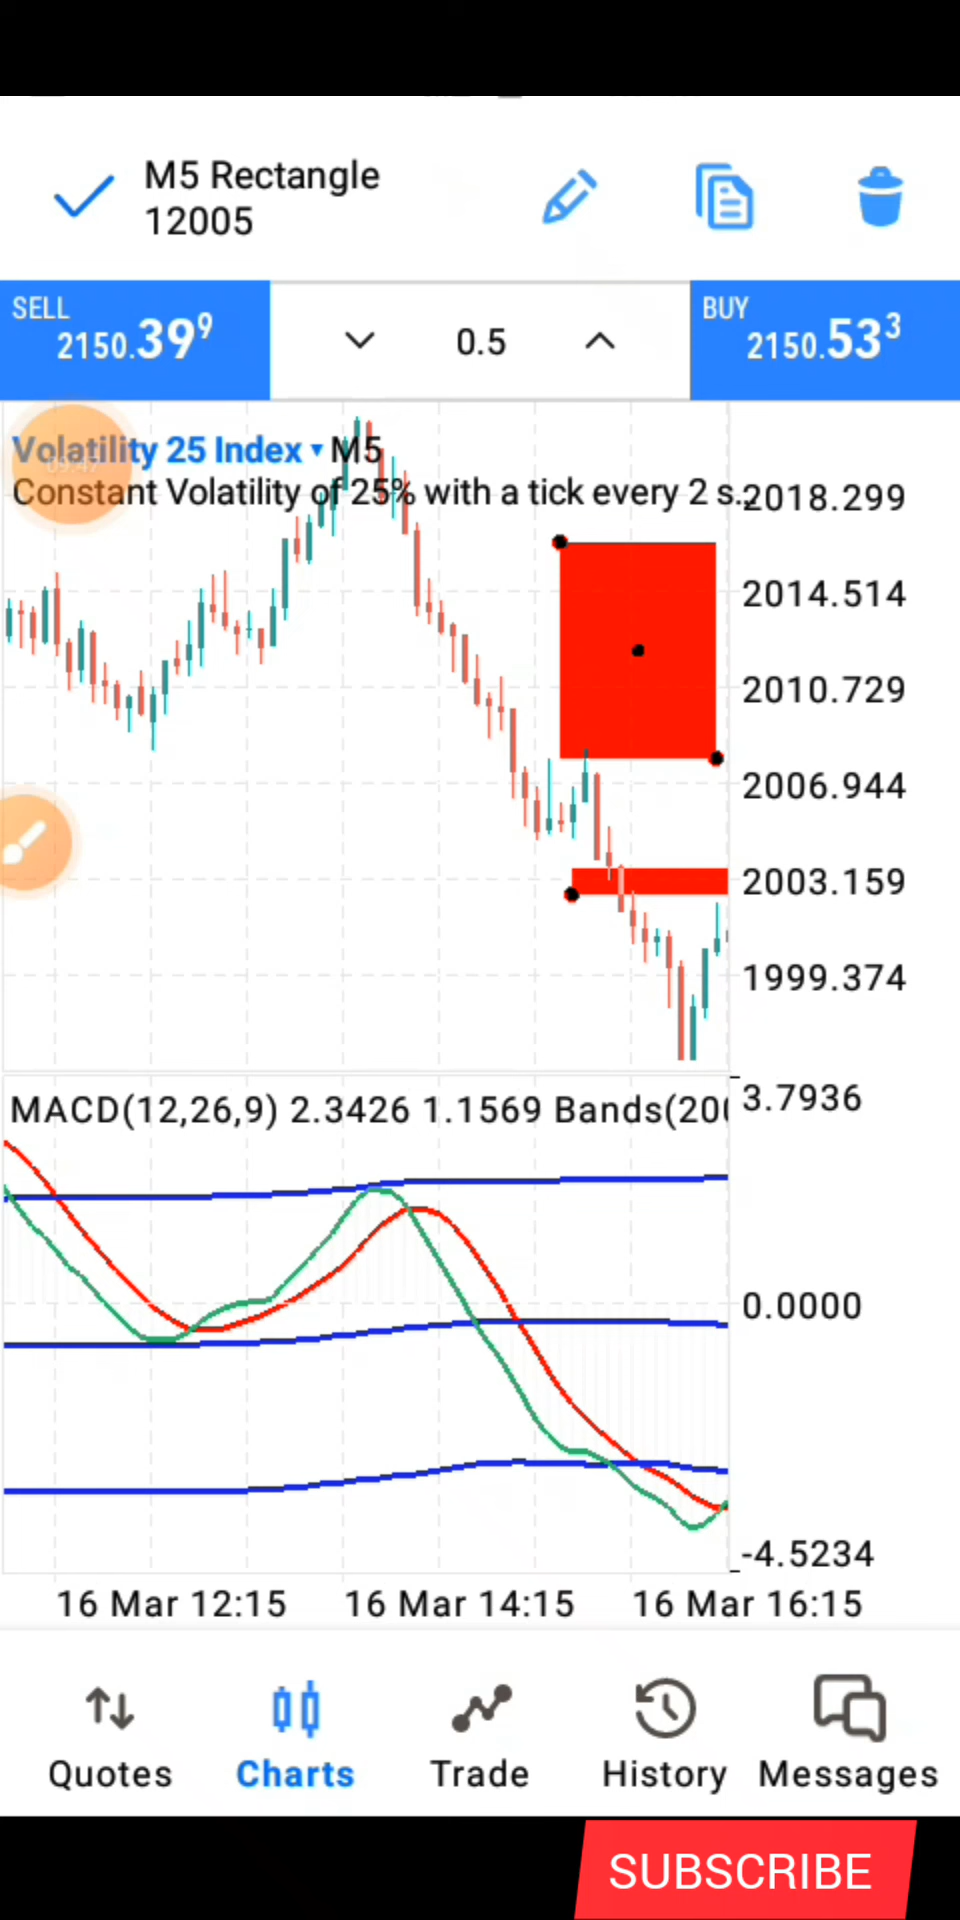 M5 Rectangle
12005
SELL
2150.399
0.5
BUY
2150.533
Volatility 25 Index ▾ M5
Constant Volatility of 25% with a tick every 2 s...
09:47
2018.299
2014.514
2010.729
2006.944
2003.159
1999.374
MACD(12,26,9) 2.3426 1.1569 Bands(200
3.7936
0.0000
-4.5234
16 Mar 12:15
16 Mar 14:15
16 Mar 16:15
Quotes
Charts
Trade
History
Messages
SUBSCRIBE